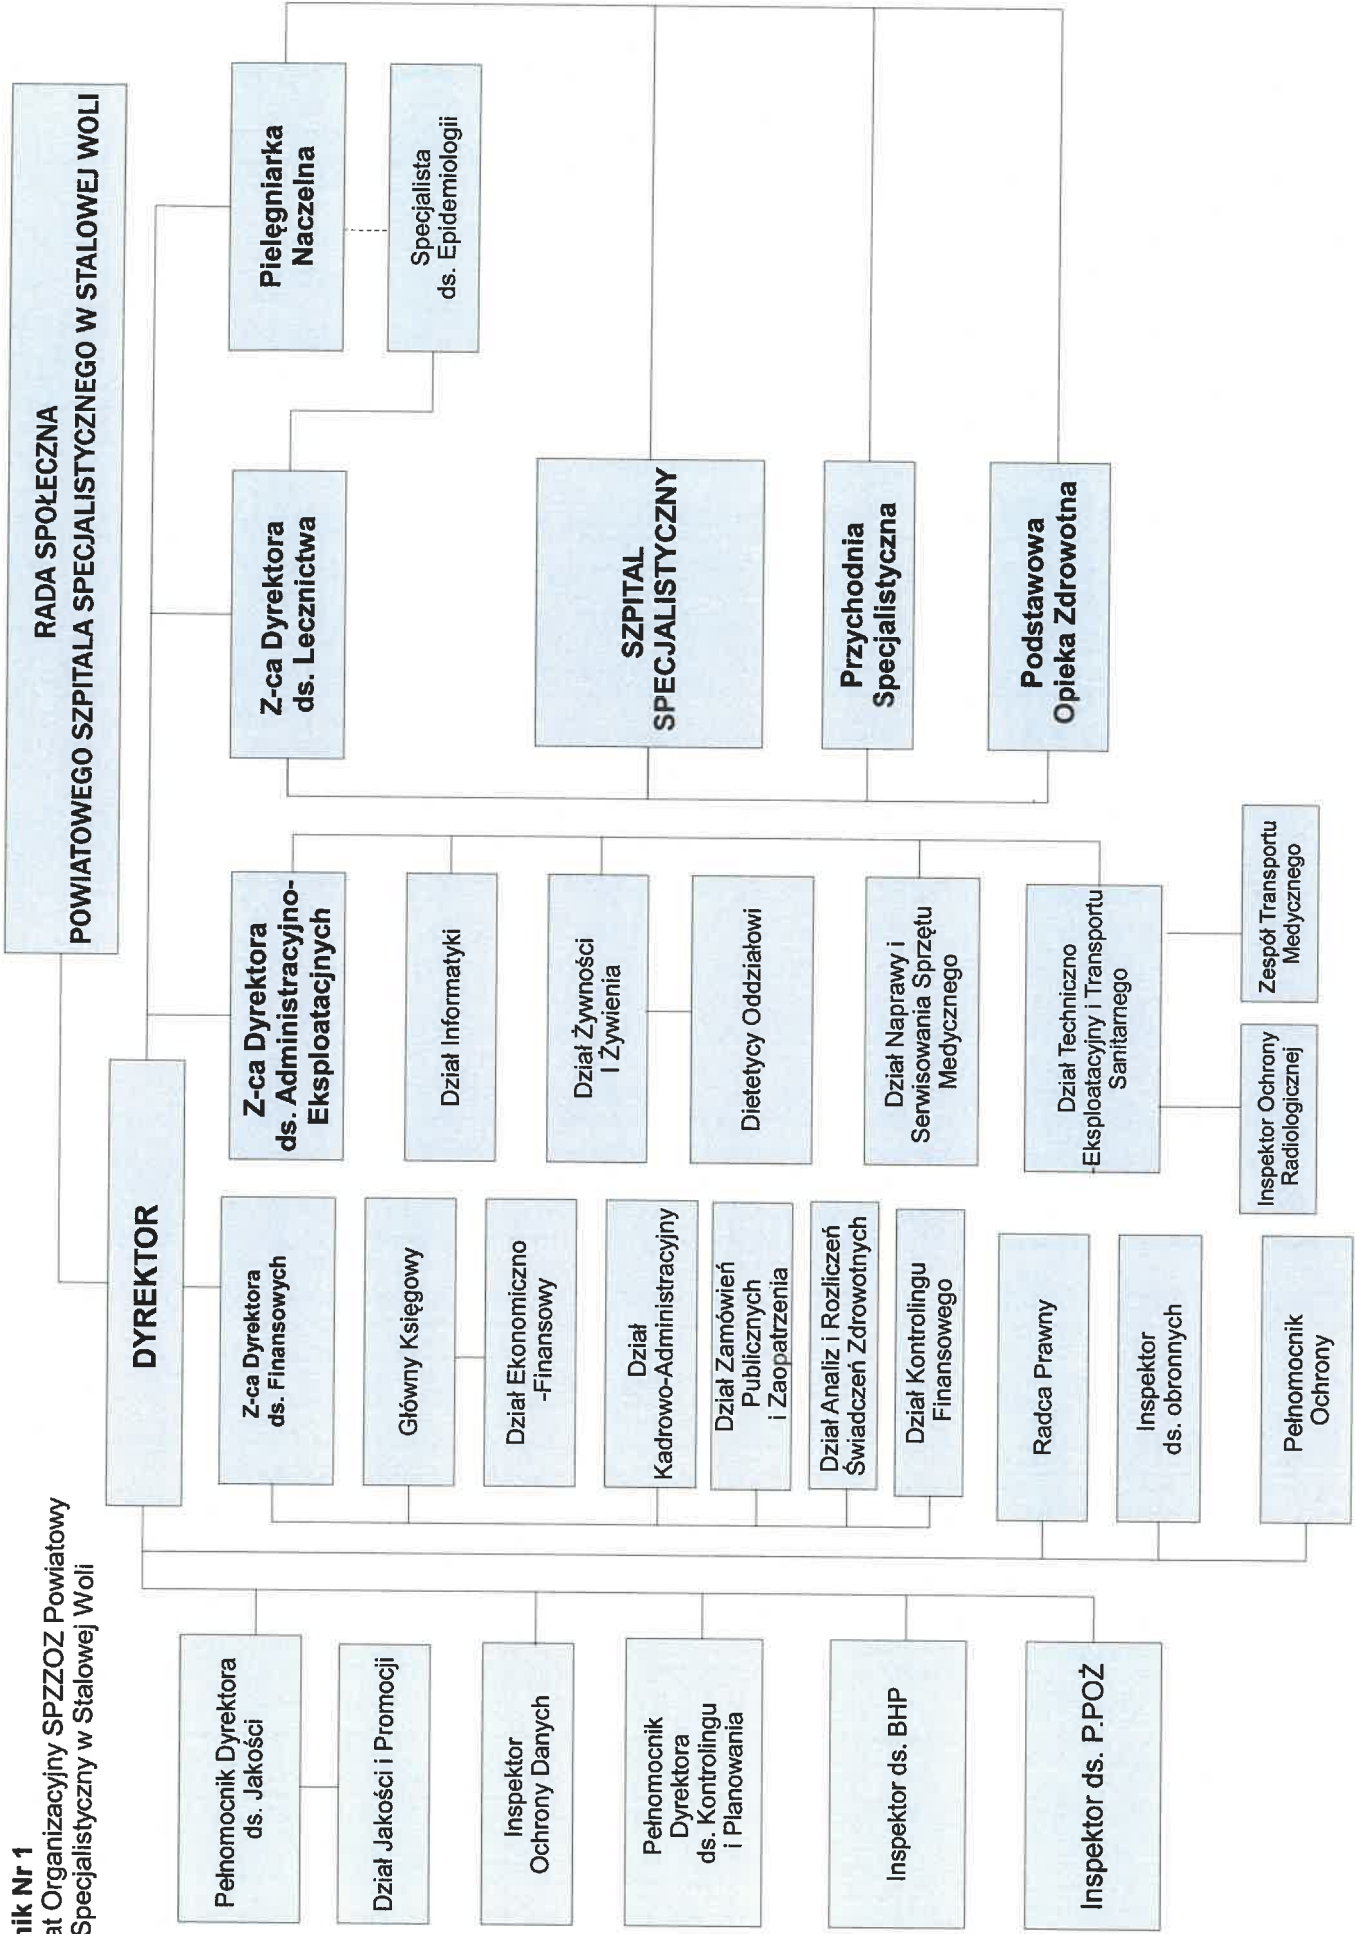 nik Nr 1
at Organizacyjny SPZZOZ Powiatowy
Specjalistyczny w Stalowej Woli
RADA SPOŁECZNA
POWIATOWEGO SZPITALA SPECJALISTYCZNEGO W STALOWEJ WOLI
DYREKTOR
Pełnomocnik Dyrektora
ds. Jakości
Dział Jakości i Promocji
Inspektor
Ochrony Danych
Pełnomocnik
Dyrektora
ds. Kontrolingu
i Planowania
Inspektor ds. BHP
Inspektor ds. P.POŻ
Z-ca Dyrektora
ds. Finansowych
Główny Księgowy
Dział Ekonomiczno
-Finansowy
Dział
Kadrowo-Administracyjny
Dział Zamówień
Publicznych
i Zaopatrzenia
Dział Analiz i Rozliczeń
Świadczeń Zdrowotnych
Dział Kontrolingu
Finansowego
Radca Prawny
Inspektor
ds. obronnych
Pełnomocnik
Ochrony
Z-ca Dyrektora
ds. Administracyjno-
Eksploatacjnych
Dział Informatyki
Dział Żywności
I Żywienia
Dietetycy Oddziałowi
Dział Naprawy i
Serwisowania Sprzętu
Medycznego
Dział Techniczno
-Eksploatacyjny i Transportu
Sanitarnego
Inspektor Ochrony
Radiologicznej
Zespół Transportu
Medycznego
Z-ca Dyrektora
ds. Lecznictwa
Pielęgniarka
Naczelna
Specjalista
ds. Epidemiologii
SZPITAL
SPECJALISTYCZNY
Przychodnia
Specjalistyczna
Podstawowa
Opieka Zdrowotna